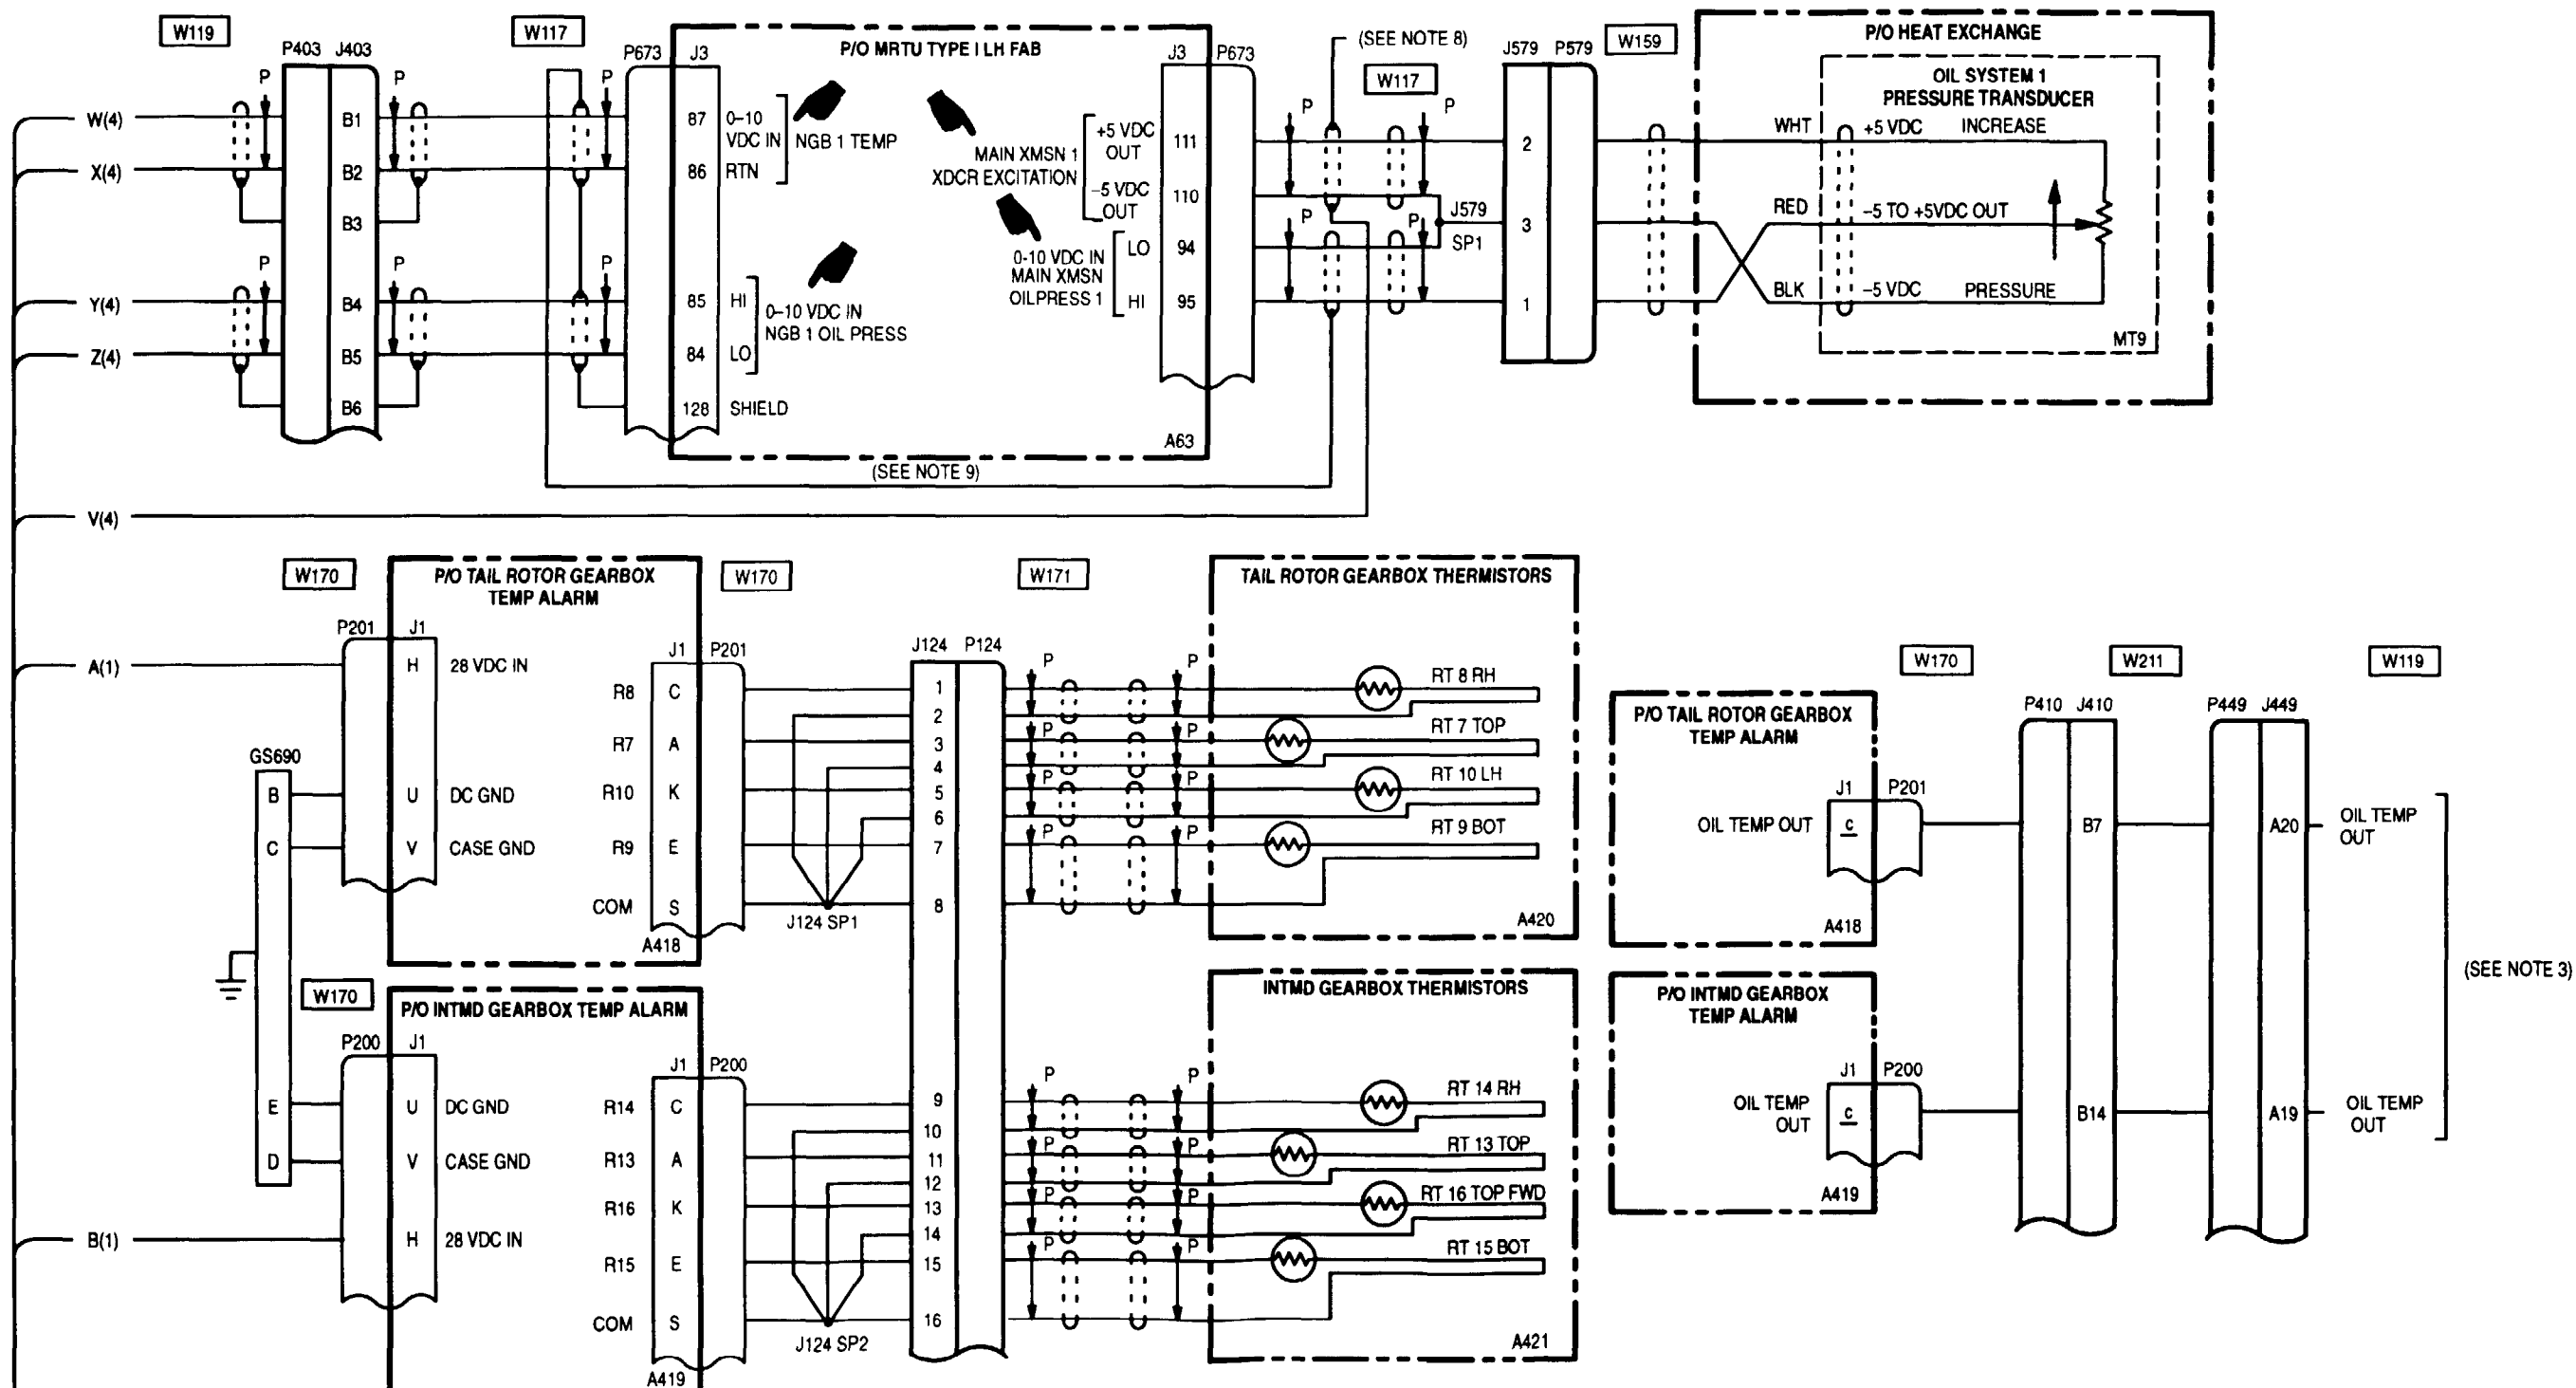 W119
W117
P/O MRTU TYPE I LH FAB
(SEE NOTE 8)
W117
W159
P/O HEAT EXCHANGE
P403 J403
P673 J3
J3 P673
J579 P579
OIL SYSTEM 1
PRESSURE TRANSDUCER
P P P P P
W(4)
B1
87 0–10
VDC IN
NGB 1 TEMP
+5 VDC
OUT
111
2
WHT +5 VDC INCREASE
X(4)
B2
86 RTN
MAIN XMSN 1
XDCR EXCITATION
–5 VDC
OUT
110
B3
P P
J579
SP1
3
RED –5 TO +5VDC OUT
0-10 VDC IN
MAIN XMSN
OILPRESS 1
LO 94
P P P
Y(4)
B4
85 HI
0–10 VDC IN
NGB 1 OIL PRESS
HI 95
1
BLK –5 VDC PRESSURE
Z(4)
B5
84 LO
MT9
B6
128 SHIELD
A63
(SEE NOTE 9)
V(4)
W170
P/O TAIL ROTOR GEARBOX
TEMP ALARM
W170
W171
TAIL ROTOR GEARBOX THERMISTORS
P201 J1
J1 P201
J124 P124
A(1)
H 28 VDC IN
R8 C
1
P P
RT 8 RH
2
R7 A
3
P P
RT 7 TOP
4
R10 K
5
P P
RT 10 LH
6
R9 E
7
P P
RT 9 BOT
COM S
8
J124 SP1
A420
GS690
B
U DC GND
C
V CASE GND
A418
W170
W211
W119
P/O TAIL ROTOR GEARBOX
TEMP ALARM
P410 J410
P449 J449
J1 P201
OIL TEMP OUT c
B7
A20
OIL TEMP
OUT
A418
(SEE NOTE 3)
W170
P/O INTMD GEARBOX TEMP ALARM
INTMD GEARBOX THERMISTORS
P/O INTMD GEARBOX
TEMP ALARM
P200 J1
J1 P200
J1 P200
E
U DC GND
R14 C
9
P P
RT 14 RH
OIL TEMP
OUT
c
B14
A19
OIL TEMP
OUT
10
D
V CASE GND
R13 A
11
P P
RT 13 TOP
12
R16 K
13
P P
RT 16 TOP FWD
A419
14
B(1)
H 28 VDC IN
R15 E
15
P P
RT 15 BOT
COM S
16
J124 SP2
A421
A419